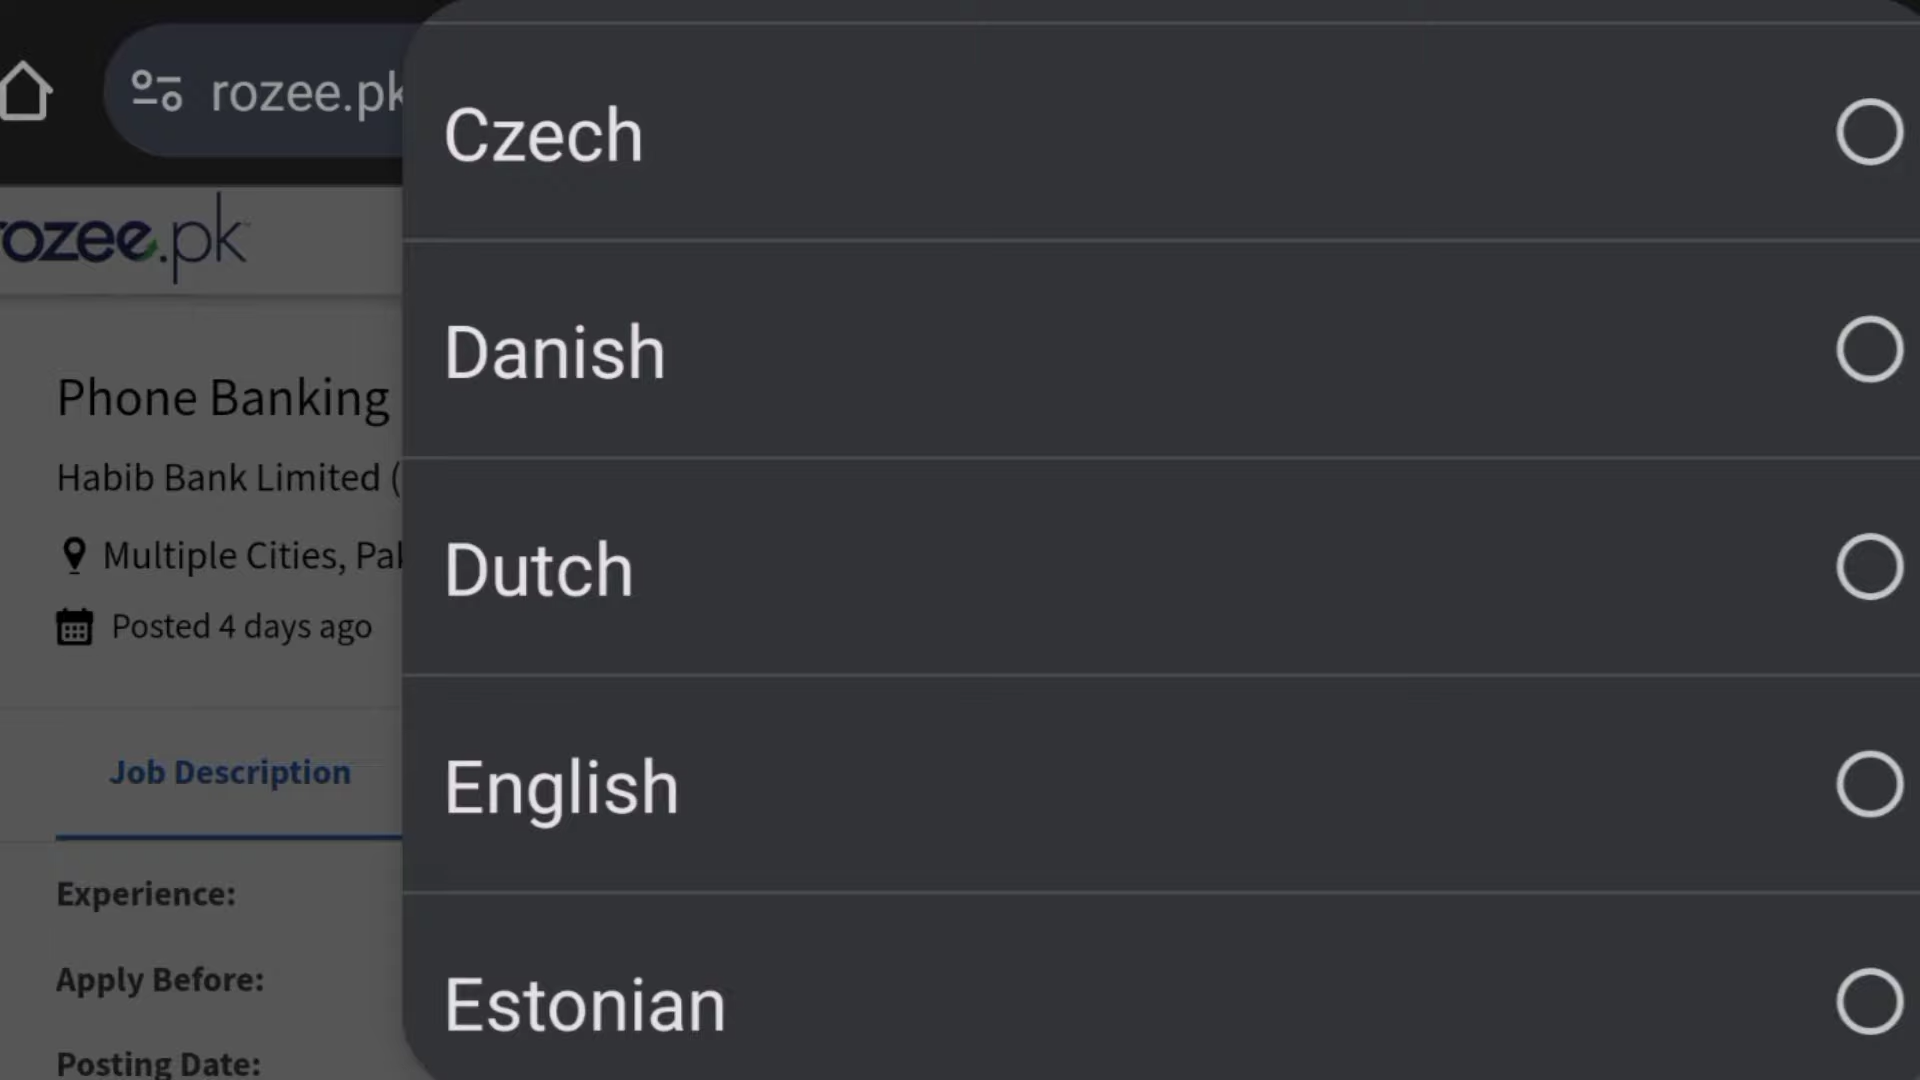 rozee.pk
rozee.pk
Phone Banking
Habib Bank Limited (
Multiple Cities, Pak
Posted 4 days ago
Job Description
Experience:
Apply Before:
Posting Date:
Czech
Danish
Dutch
English
Estonian